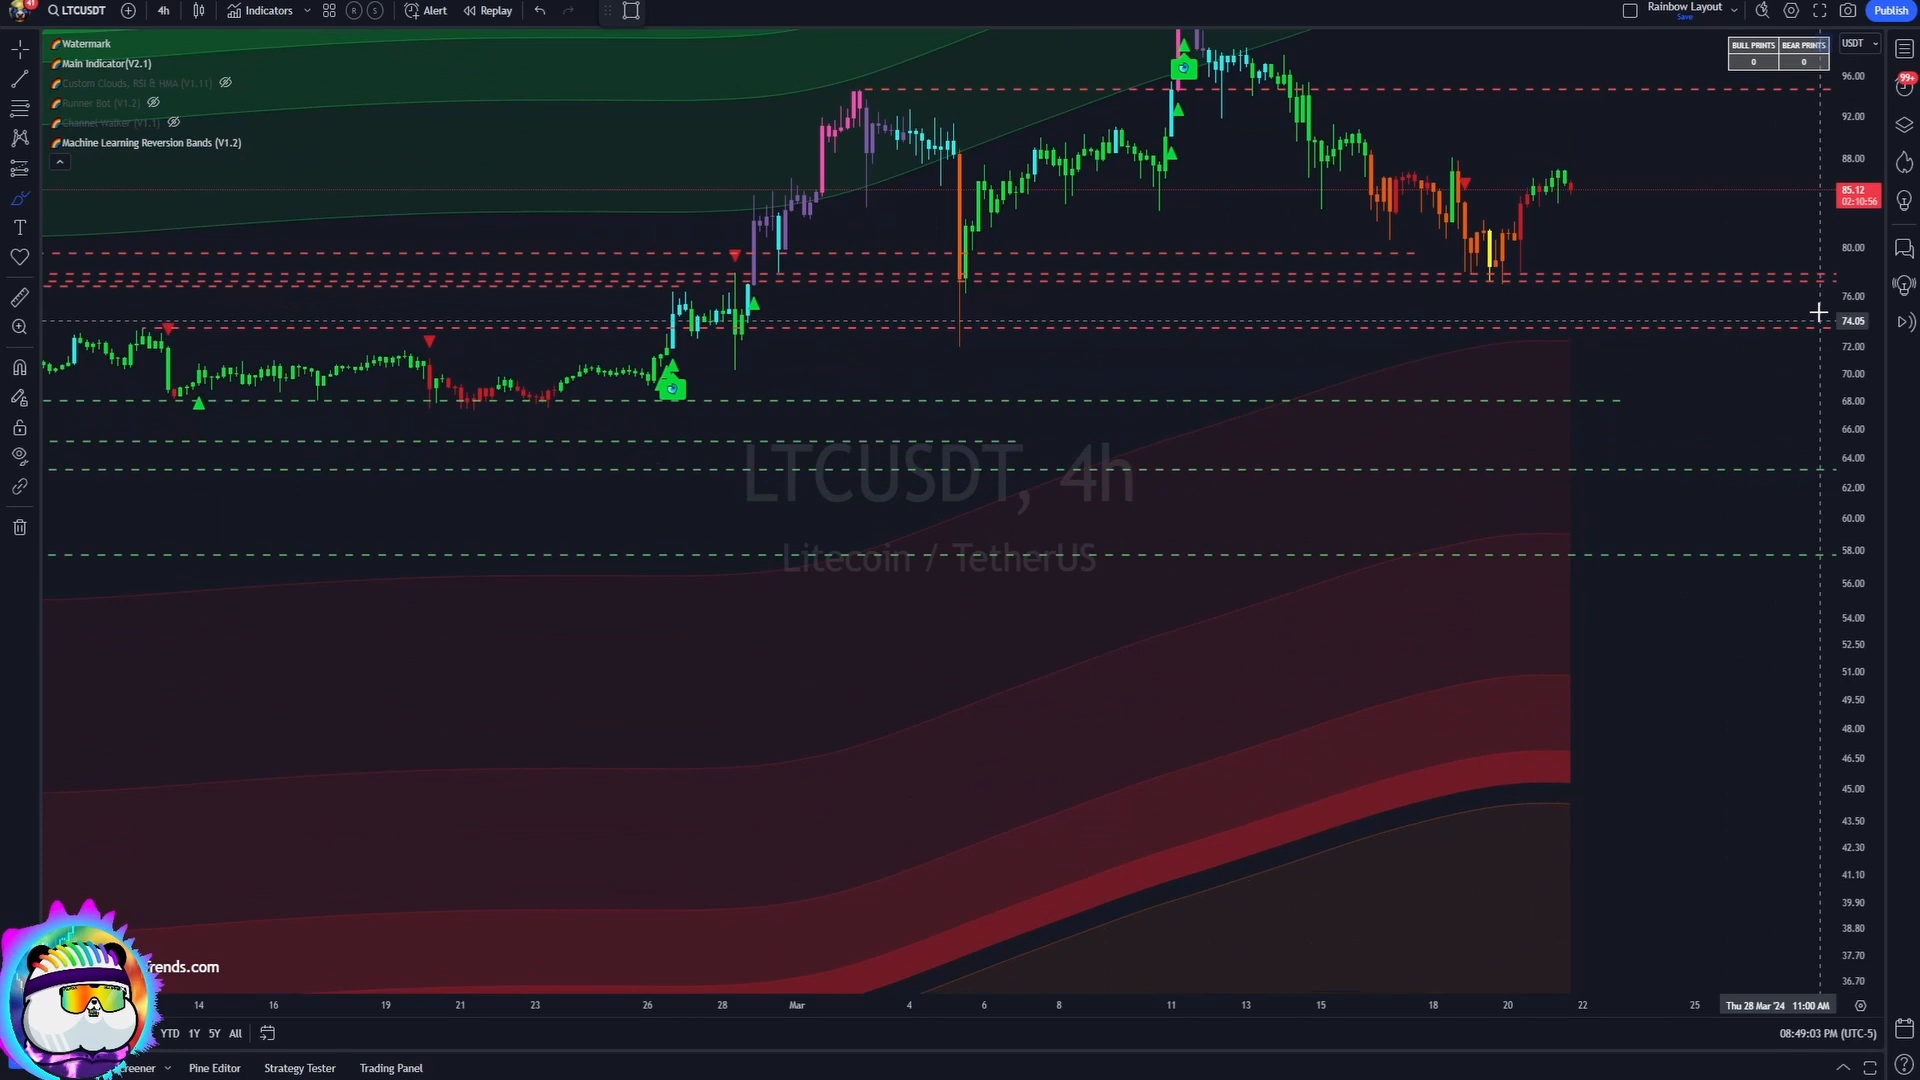 41
LTCUSDT
4h
Indicators
R
S
Alert
Replay
Rainbow Layout
Save
Publish
Watermark
Main Indicator(V2.1)
Custom Clouds, RSI & HMA (V1.11)
Runner Bot (V1.2)
Channel Walker (V1.1)
Machine Learning Reversion Bands (V1.2)
BULL PRINTS BEAR PRINTS
0 0
USDT
99+
96.00
92.00
88.00
85.12
02:10:56
80.00
76.00
74.05
72.00
70.00
68.00
66.00
64.00
62.00
60.00
58.00
56.00
54.00
52.50
51.00
49.50
48.00
46.50
45.00
43.50
42.30
41.10
39.90
38.80
37.70
36.70
LTCUSDT, 4h
Litecoin / TetherUS
rends.com
14 16 19 21 23 26 28 Mar 4 6 8 11 13 15 18 20 22 25
Thu 28 Mar '24 11:00 AM
YTD 1Y 5Y All
08:49:03 PM (UTC-5)
eener
Pine Editor
Strategy Tester
Trading Panel